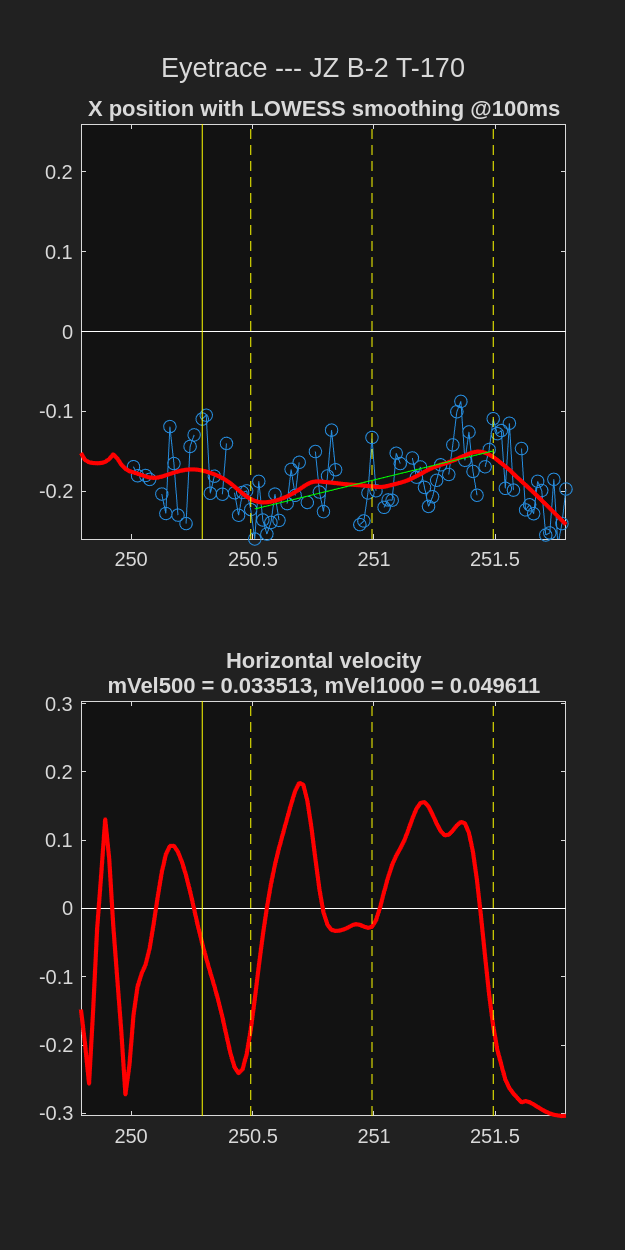 Eyetrace --- JZ B-2 T-170
X position with LOWESS smoothing @100ms
0.2
0.1
0
-0.1
-0.2
250 250.5 251 251.5
Horizontal velocity
mVel500 = 0.033513, mVel1000 = 0.049611
0.3
0.2
0.1
0
-0.1
-0.2
-0.3
250 250.5 251 251.5